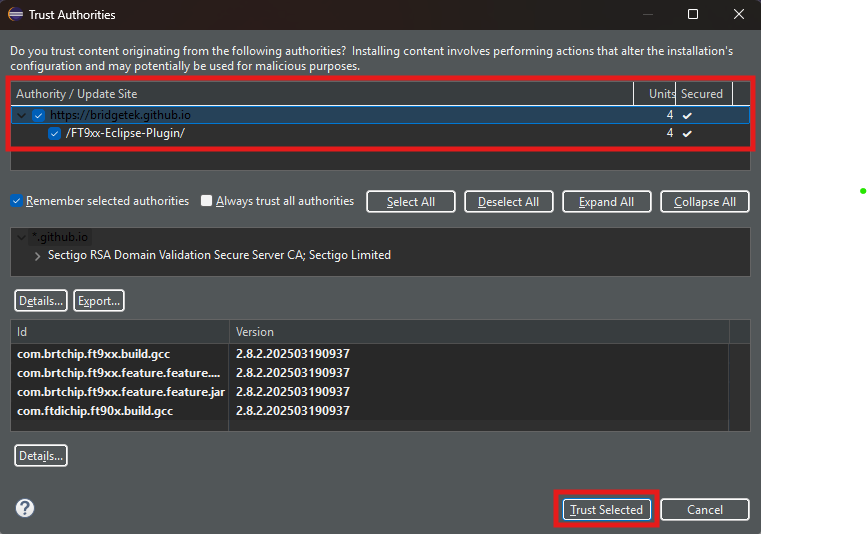 Trust Authorities
Do you trust content originating from the following authorities? Installing content involves performing actions that alter the installation's
configuration and may potentially be used for malicious purposes.
Authority / Update Site Units Secured
https://bridgetek.github.io 4
/FT9xx-Eclipse-Plugin/ 4
Remember selected authorities Always trust all authorities Select All Deselect All Expand All Collapse All
*.github.io
Sectigo RSA Domain Validation Secure Server CA; Sectigo Limited
Details... Export...
Id Version
com.brtchip.ft9xx.build.gcc 2.8.2.202503190937
com.brtchip.ft9xx.feature.feature.... 2.8.2.202503190937
com.brtchip.ft9xx.feature.feature.jar 2.8.2.202503190937
com.ftdichip.ft90x.build.gcc 2.8.2.202503190937
Details...
? Trust Selected Cancel